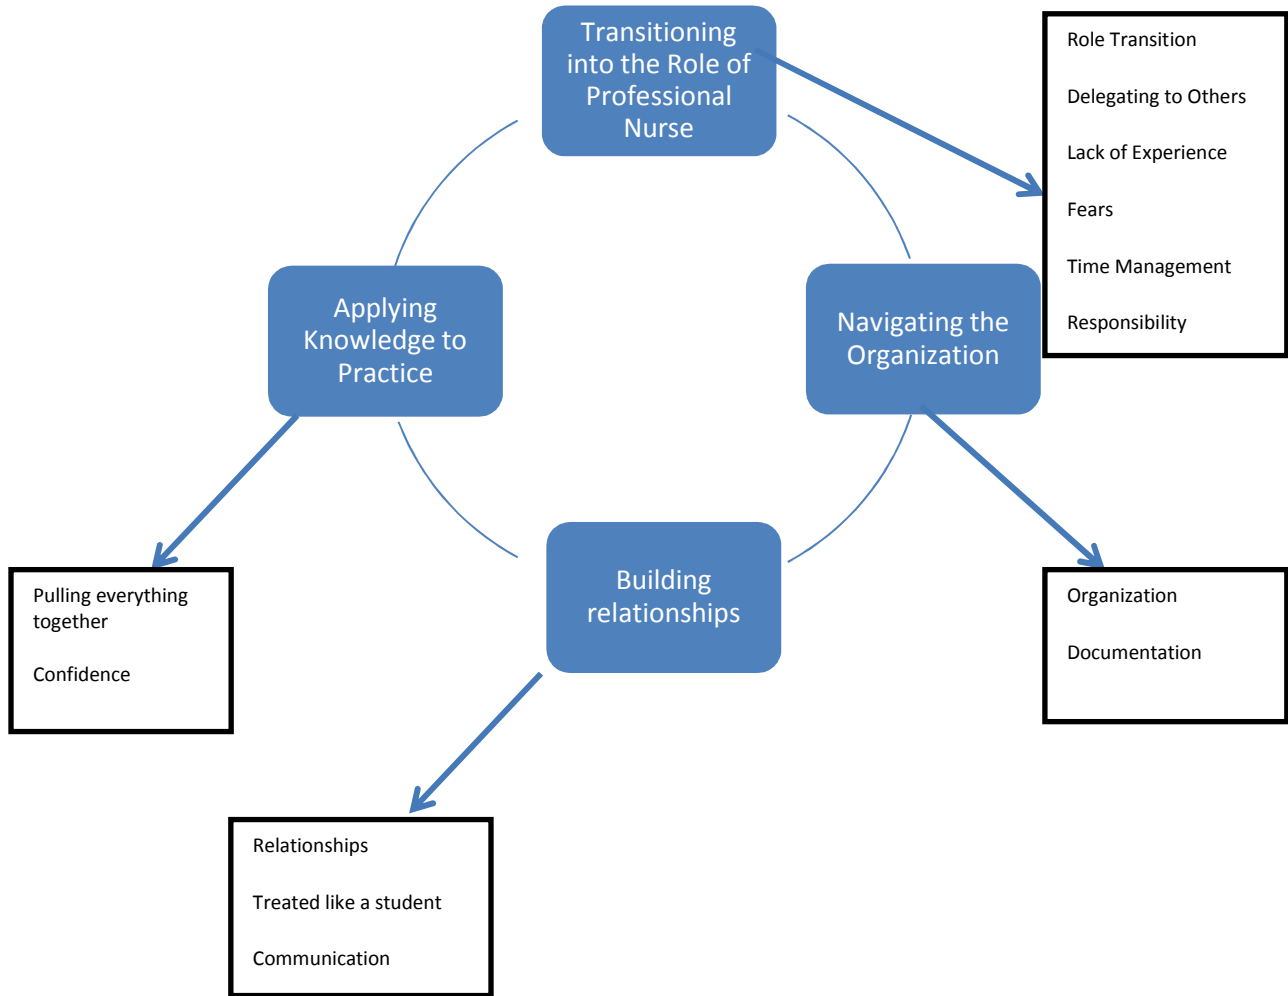 Transitioning
into the Role of
Professional
Nurse
Role Transition
Delegating to Others
Lack of Experience
Fears
Time Management
Responsibility
Applying
Knowledge to
Practice
Navigating the
Organization
Building
relationships
Pulling everything
together
Confidence
Organization
Documentation
Relationships
Treated like a student
Communication